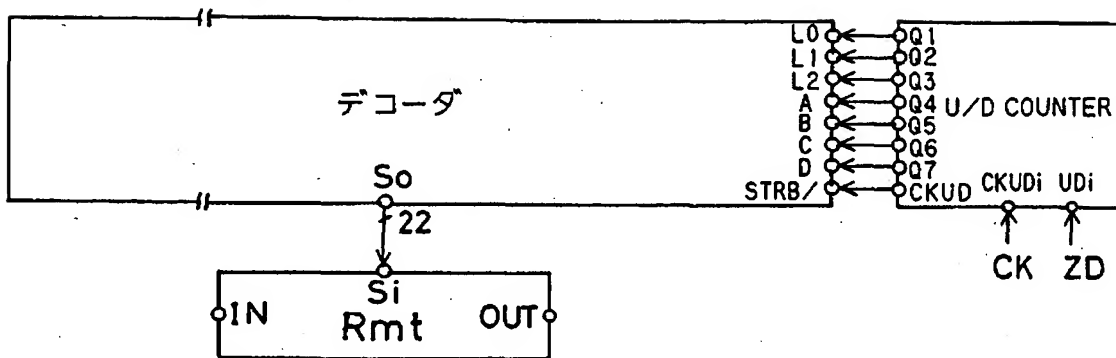 L0 Q1
L1 Q2
L2 Q3
デコーダ A Q4 U/D COUNTER
B Q5
C Q6
D Q7
So STRB/ CKUD CKUDi UDi
22
CK ZD
Si
IN Rmt OUT